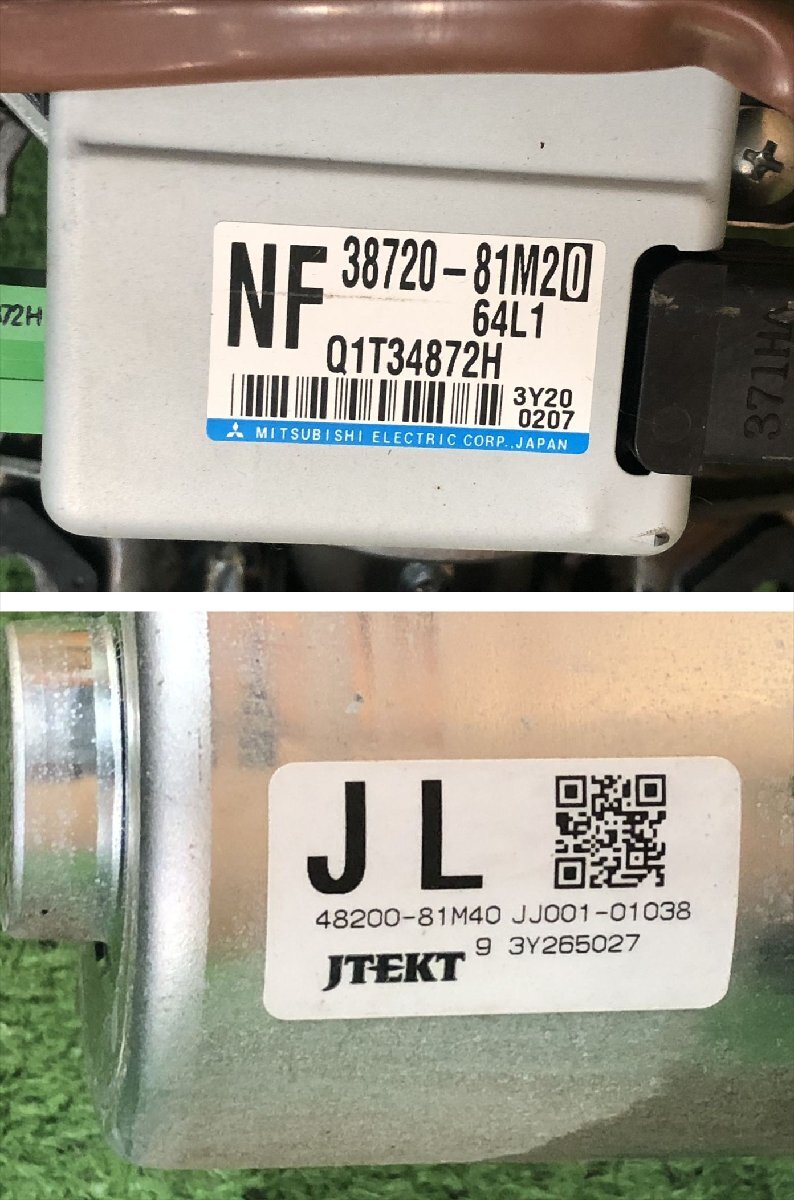 NF 38720-81M20
64L1
Q1T34872H
3Y20
0207
MITSUBISHI ELECTRIC CORP.,JAPAN
72H
371HA
JL
48200-81M40 JJ001-01038
9 3Y265027
JTEKT